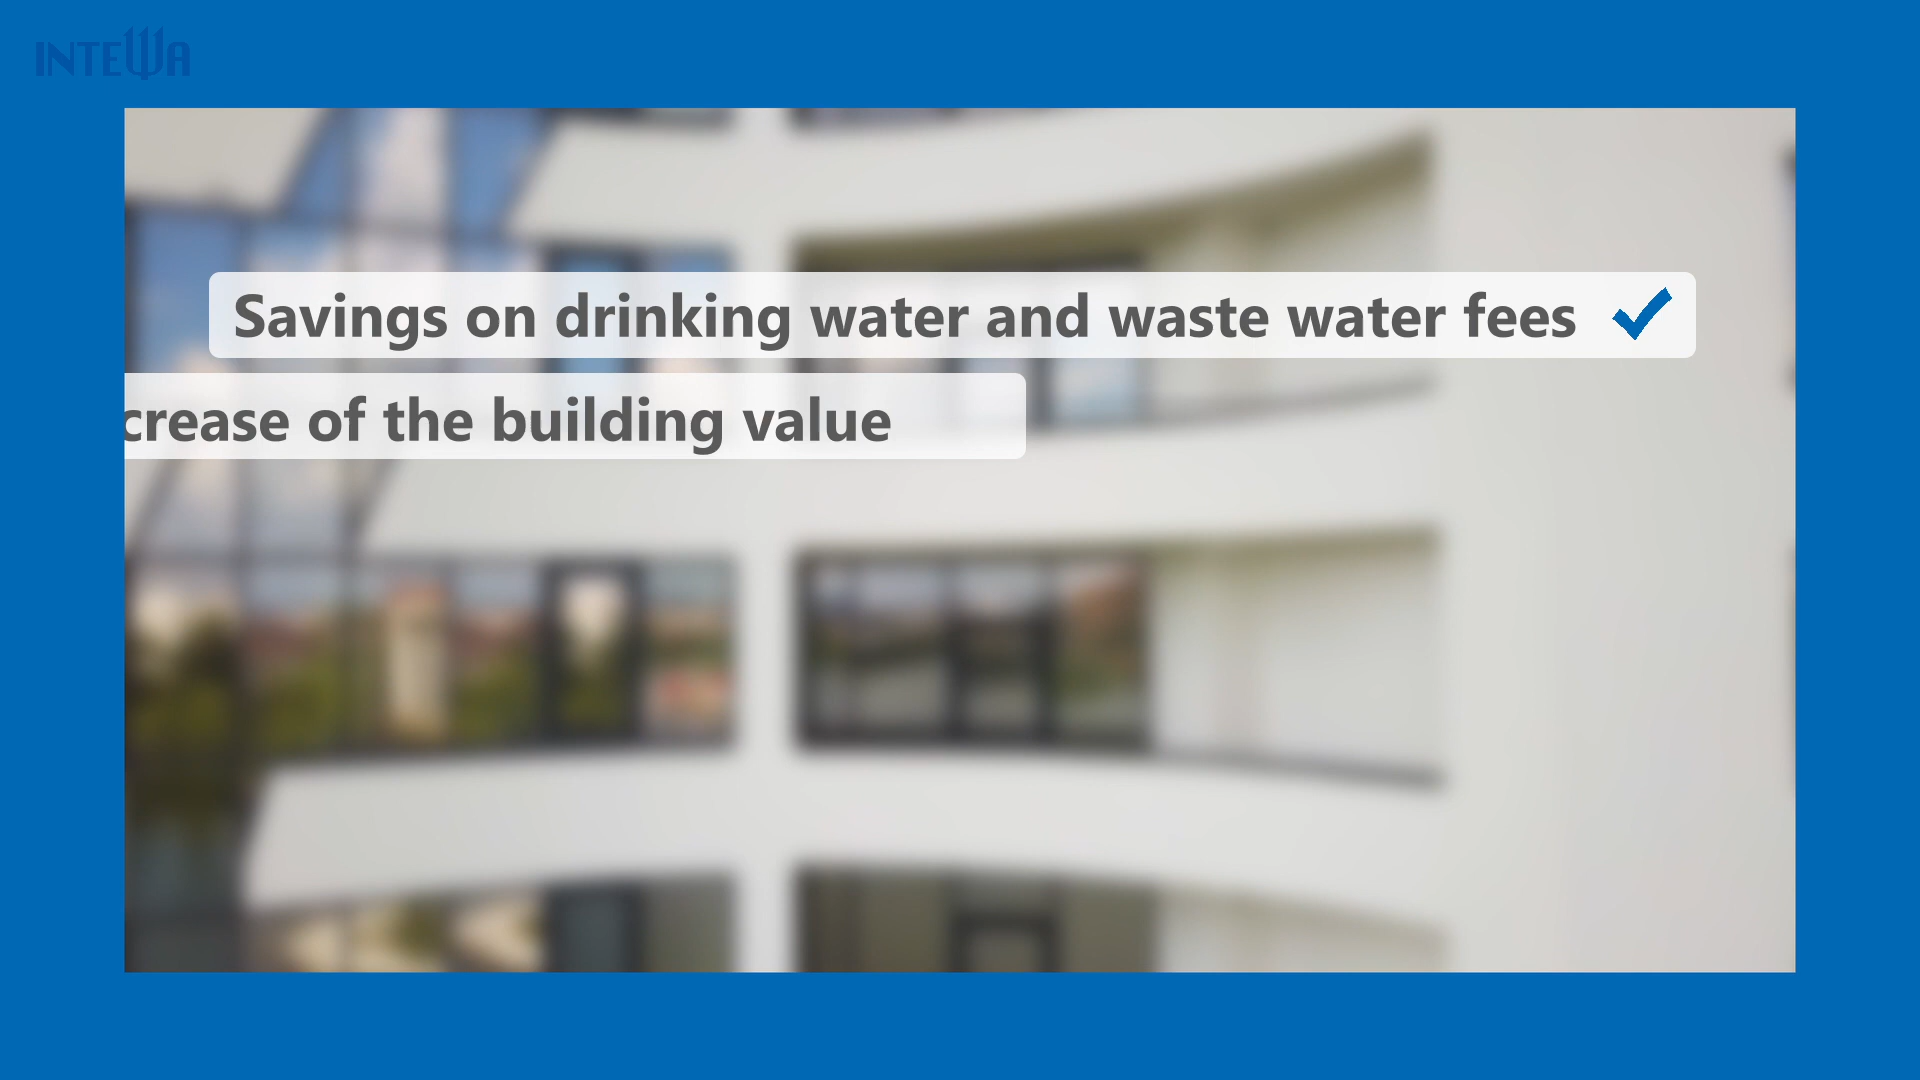 INTEWA
Savings on drinking water and waste water fees
crease of the building value